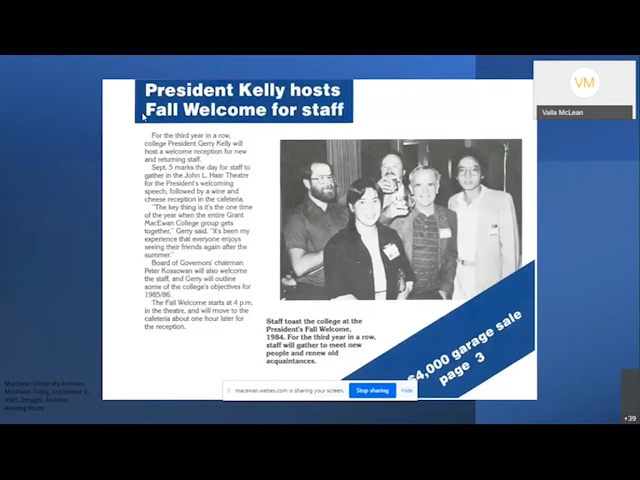 President Kelly hosts
Fall Welcome for staff
For the third year in a row,
college President Gerry Kelly will
host a welcome reception for new
and returning staff.
Sept. 5 marks the day for staff to
gather in the John L. Haar Theatre
for the President's welcoming
speech, followed by a wine and
cheese reception in the cafeteria.
"The key thing is it's the one time
of the year when the entire Grant
MacEwan College group gets
together," Gerry said. "It's been my
experience that everyone enjoys
seeing their friends again after the
summer."
Board of Governors' chairman
Peter Kossowan will also welcome
the staff, and Gerry will outline
some of the college's objectives for
1985/86.
The Fall Welcome starts at 4 p.m.
in the theatre, and will move to the
cafeteria about one hour later for
the reception.
Staff toast the college at the
President's Fall Welcome,
1984. For the third year in a row,
staff will gather to meet new
people and renew old
acquaintances.
4,000 garage sale
page 3
macewan.webex.com is sharing your screen.
Stop sharing
Hide
VM
Valla McLean
MacEwan University Archives.
MacEwan Today, September
1985. [Image]. Archives
Reading Room
+39